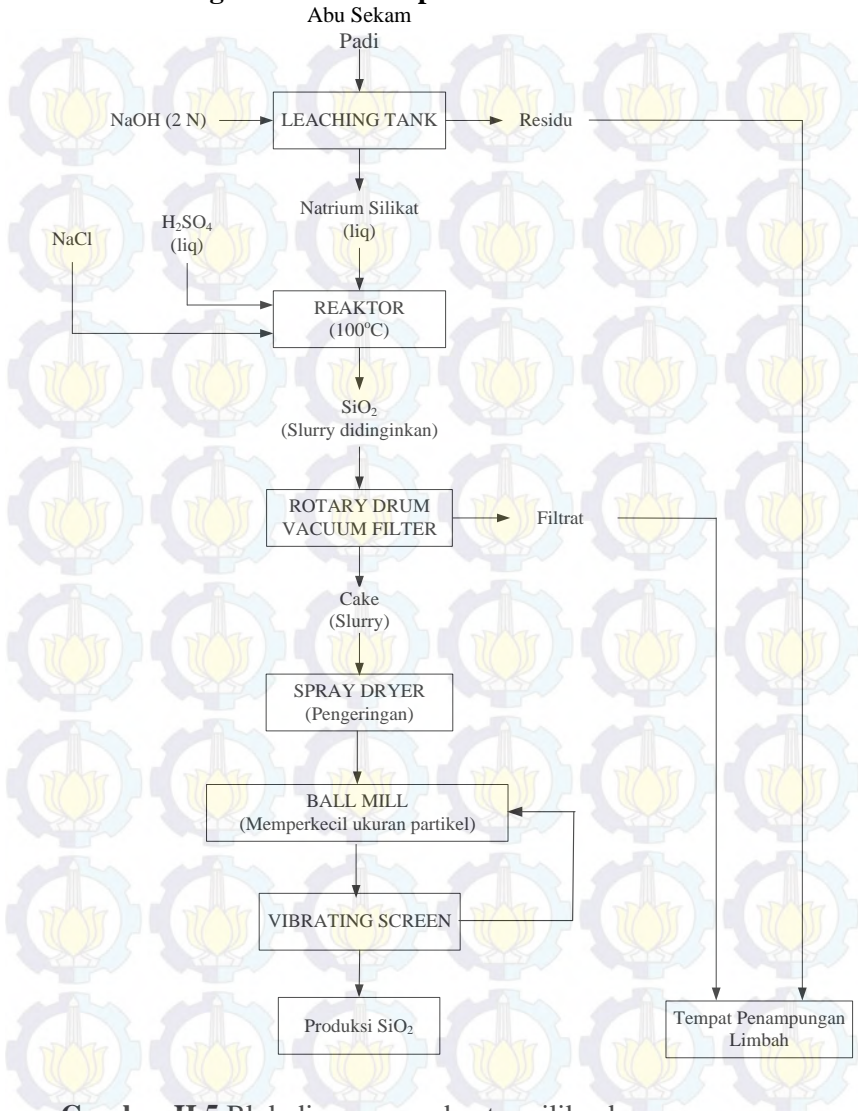 Abu Sekam
Padi
NaOH (2 N)
LEACHING TANK
Residu
Natrium Silikat
(liq)
NaCl
H₂SO₄
(liq)
REAKTOR
(100°C)
SiO₂
(Slurry didinginkan)
ROTARY DRUM
VACUUM FILTER
Filtrat
Cake
(Slurry)
SPRAY DRYER
(Pengeringan)
BALL MILL
(Memperkecil ukuran partikel)
VIBRATING SCREEN
Produksi SiO₂
Tempat Penampungan
Limbah